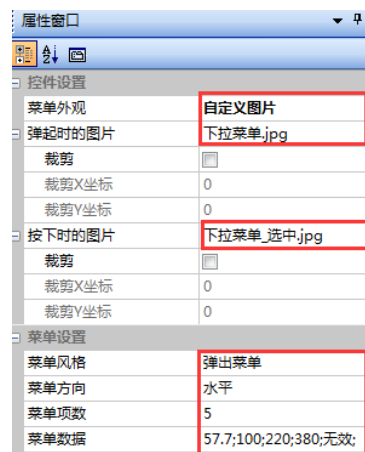 属性窗口
控件设置
菜单外观 自定义图片
弹起时的图片 下拉菜单.jpg
裁剪
裁剪X坐标 0
裁剪Y坐标 0
按下时的图片 下拉菜单_选中.jpg
裁剪
裁剪X坐标 0
裁剪Y坐标 0
菜单设置
菜单风格 弹出菜单
菜单方向 水平
菜单项数 5
菜单数据 57.7;100;220;380;无效;